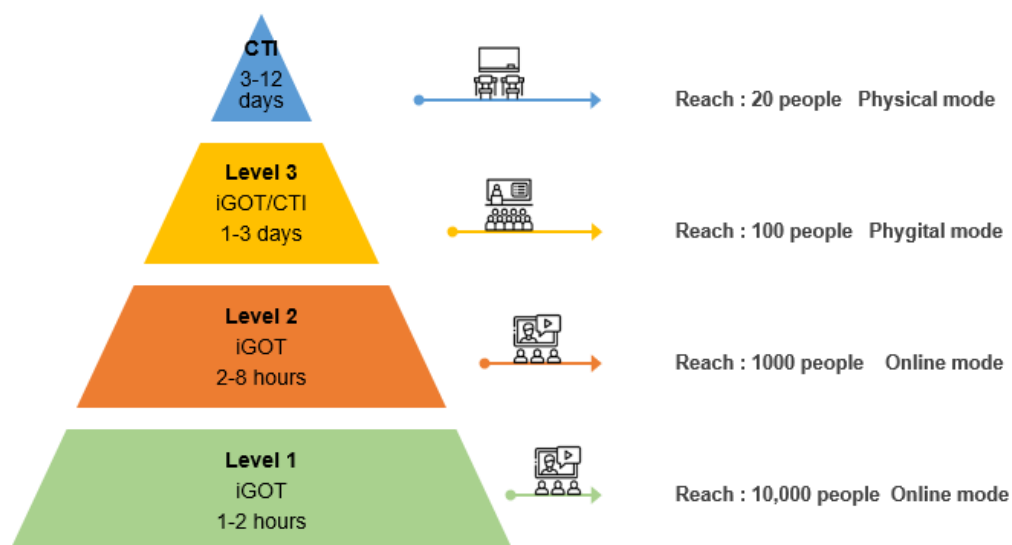 CTI
3-12
days
Reach : 20 people Physical mode
Level 3
iGOT/CTI
1-3 days
Reach : 100 people Phygital mode
Level 2
iGOT
2-8 hours
Reach : 1000 people Online mode
Level 1
iGOT
1-2 hours
Reach : 10,000 people Online mode